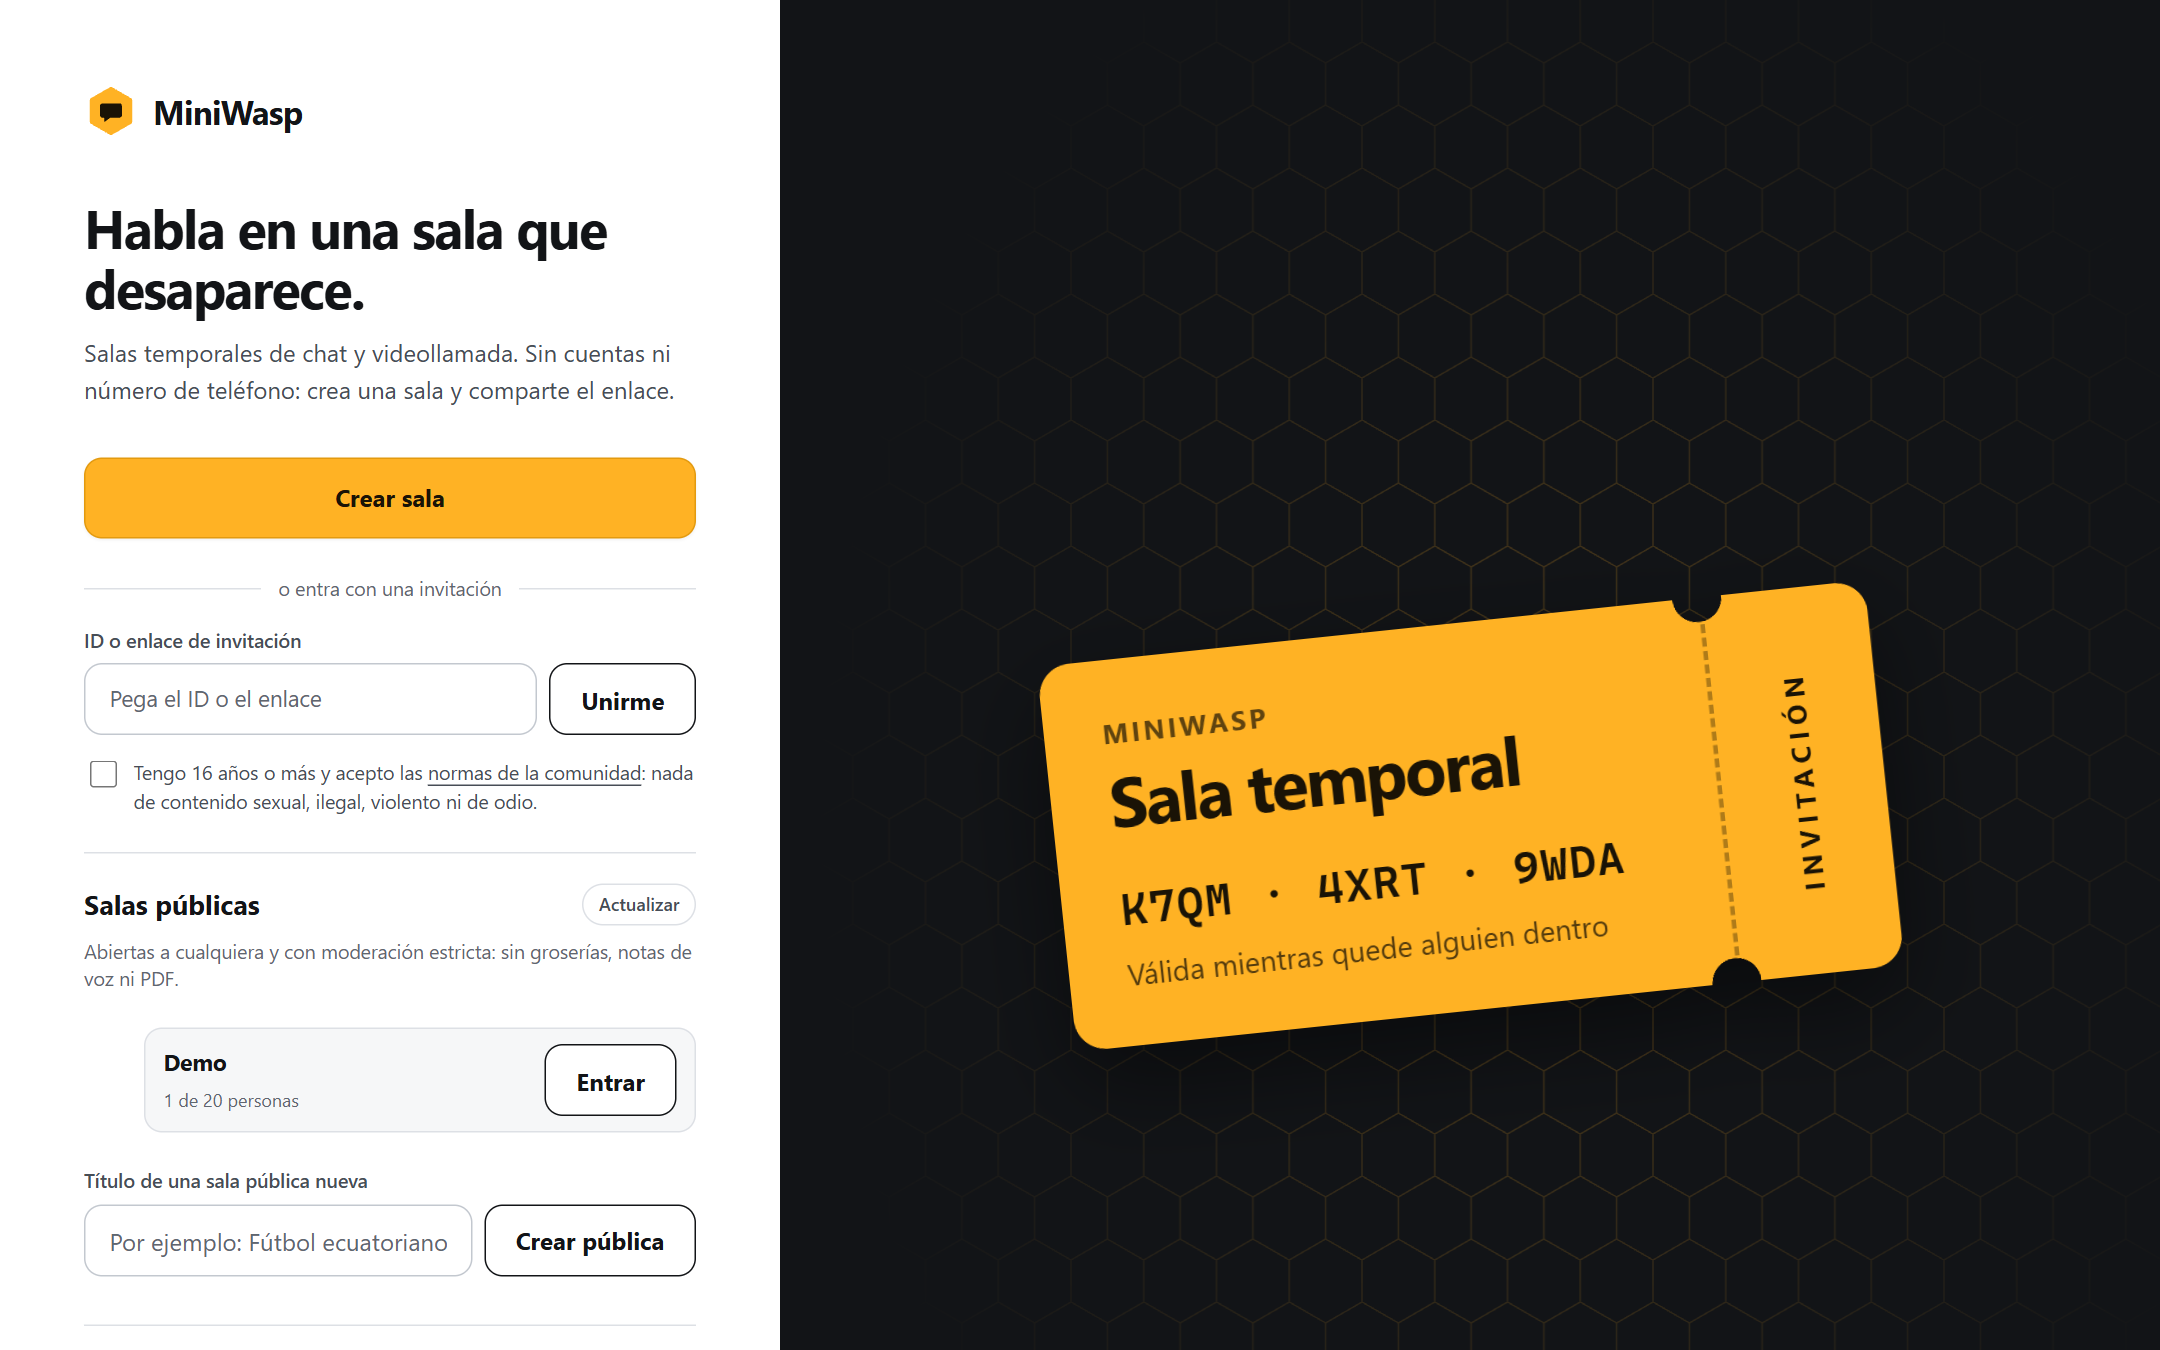 MiniWasp
Habla en una sala que
desaparece.
Salas temporales de chat y videollamada. Sin cuentas ni
número de teléfono: crea una sala y comparte el enlace.
Crear sala
o entra con una invitación
ID o enlace de invitación
Pega el ID o el enlace
Unirme
Tengo 16 años o más y acepto las normas de la comunidad: nada
de contenido sexual, ilegal, violento ni de odio.
Salas públicas
Actualizar
Abiertas a cualquiera y con moderación estricta: sin groserías, notas de
voz ni PDF.
Demo
1 de 20 personas
Entrar
Título de una sala pública nueva
Por ejemplo: Fútbol ecuatoriano
Crear pública
MINIWASP
Sala temporal
K7QM · 4XRT · 9WDA
Válida mientras quede alguien dentro
INVITACIÓN